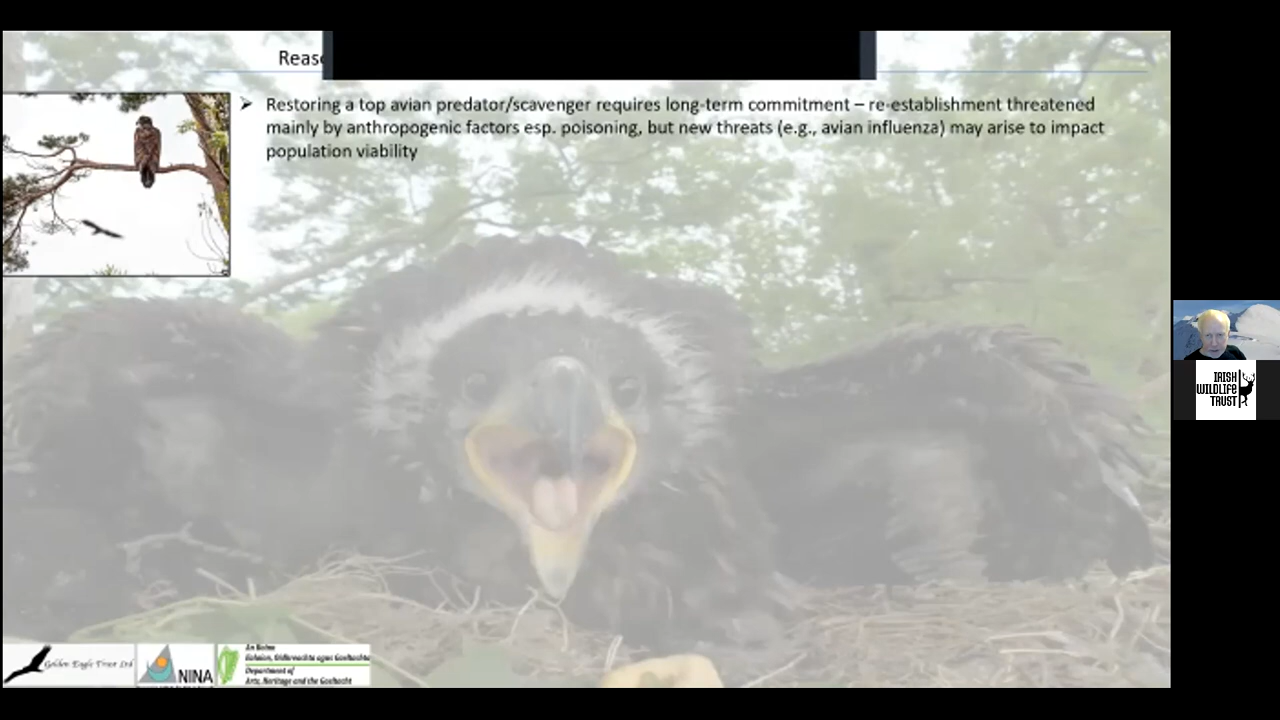 Reaso
➢ Restoring a top avian predator/scavenger requires long-term commitment – re-establishment threatened
mainly by anthropogenic factors esp. poisoning, but new threats (e.g., avian influenza) may arise to impact
population viability
IRISH
WILDLIFE
TRUST
Golden Eagle Trust Ltd
NINA
An Roinn
Ealaíon, Oidhreachta agus Gaeltachta
Department of
Arts, Heritage and the Gaeltacht